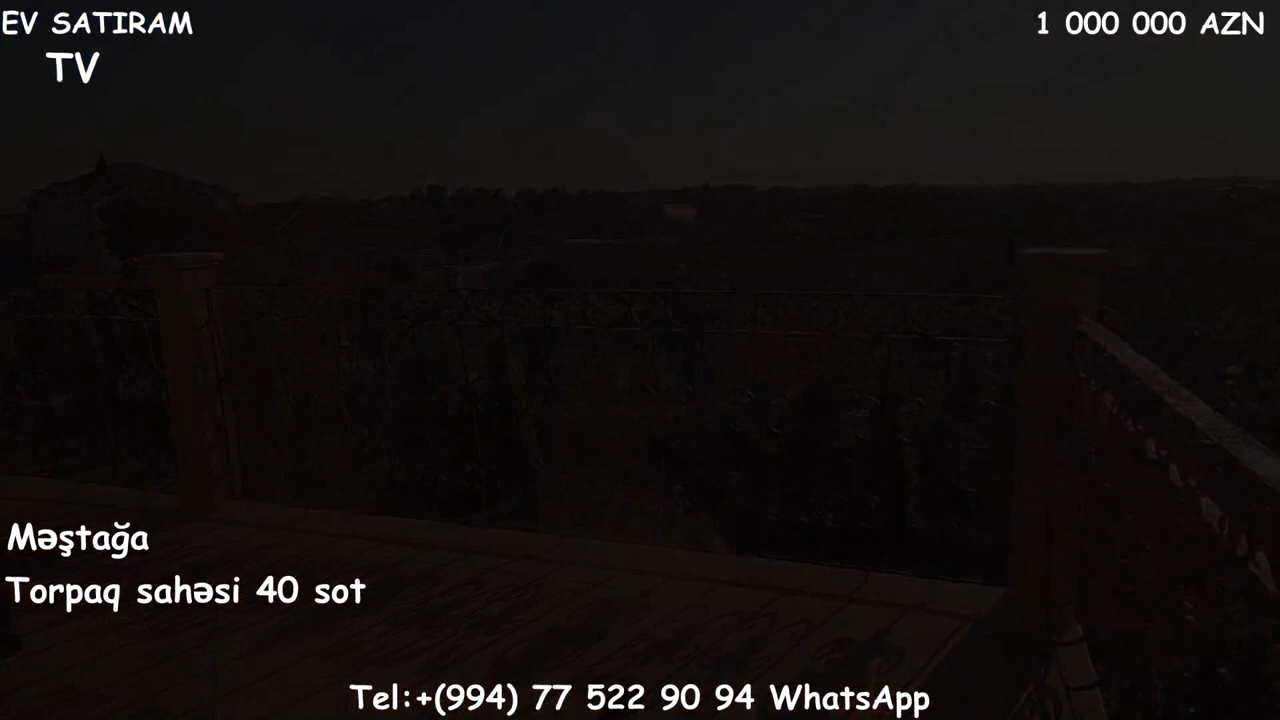 EV SATIRAM
TV
1 000 000 AZN
Məştağa
Torpaq sahəsi 40 sot
Tel:+(994) 77 522 90 94 WhatsApp